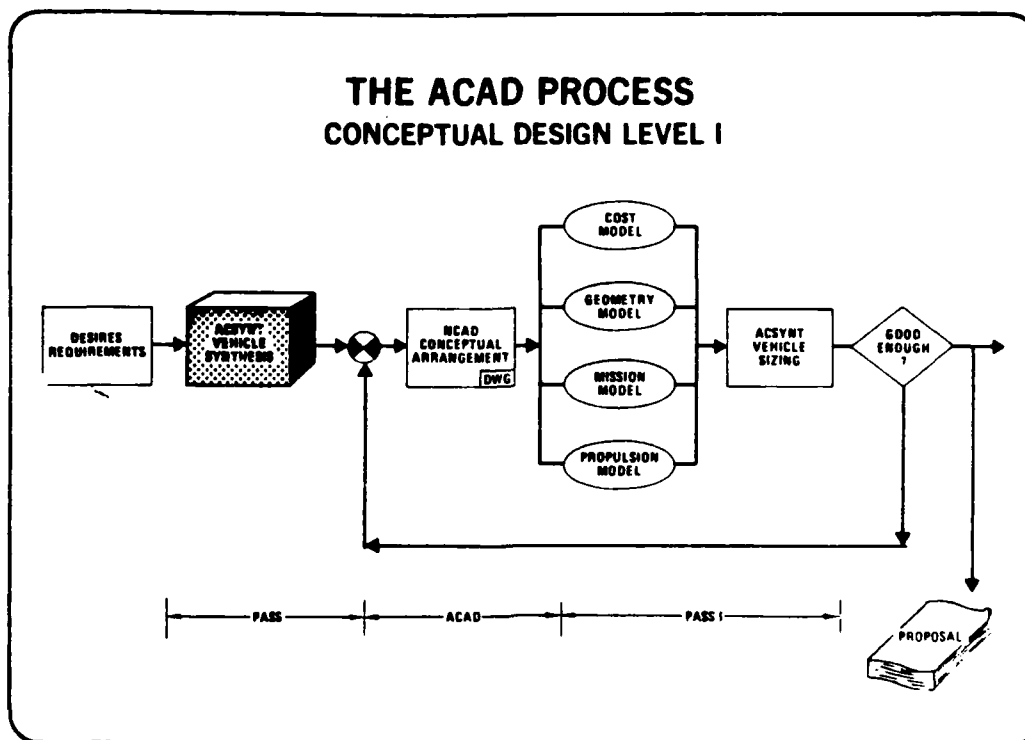 THE ACAD PROCESS
CONCEPTUAL DESIGN LEVEL I
DESIRES
REQUIREMENTS
ACSYNT
VEHICLE
SYNTHESIS
NCAD
CONCEPTUAL
ARRANGEMENT
DWG
COST
MODEL
GEOMETRY
MODEL
MISSION
MODEL
PROPULSION
MODEL
ACSYNT
VEHICLE
SIZING
GOOD
ENOUGH
?
PASS
ACAD
PASS I
PROPOSAL